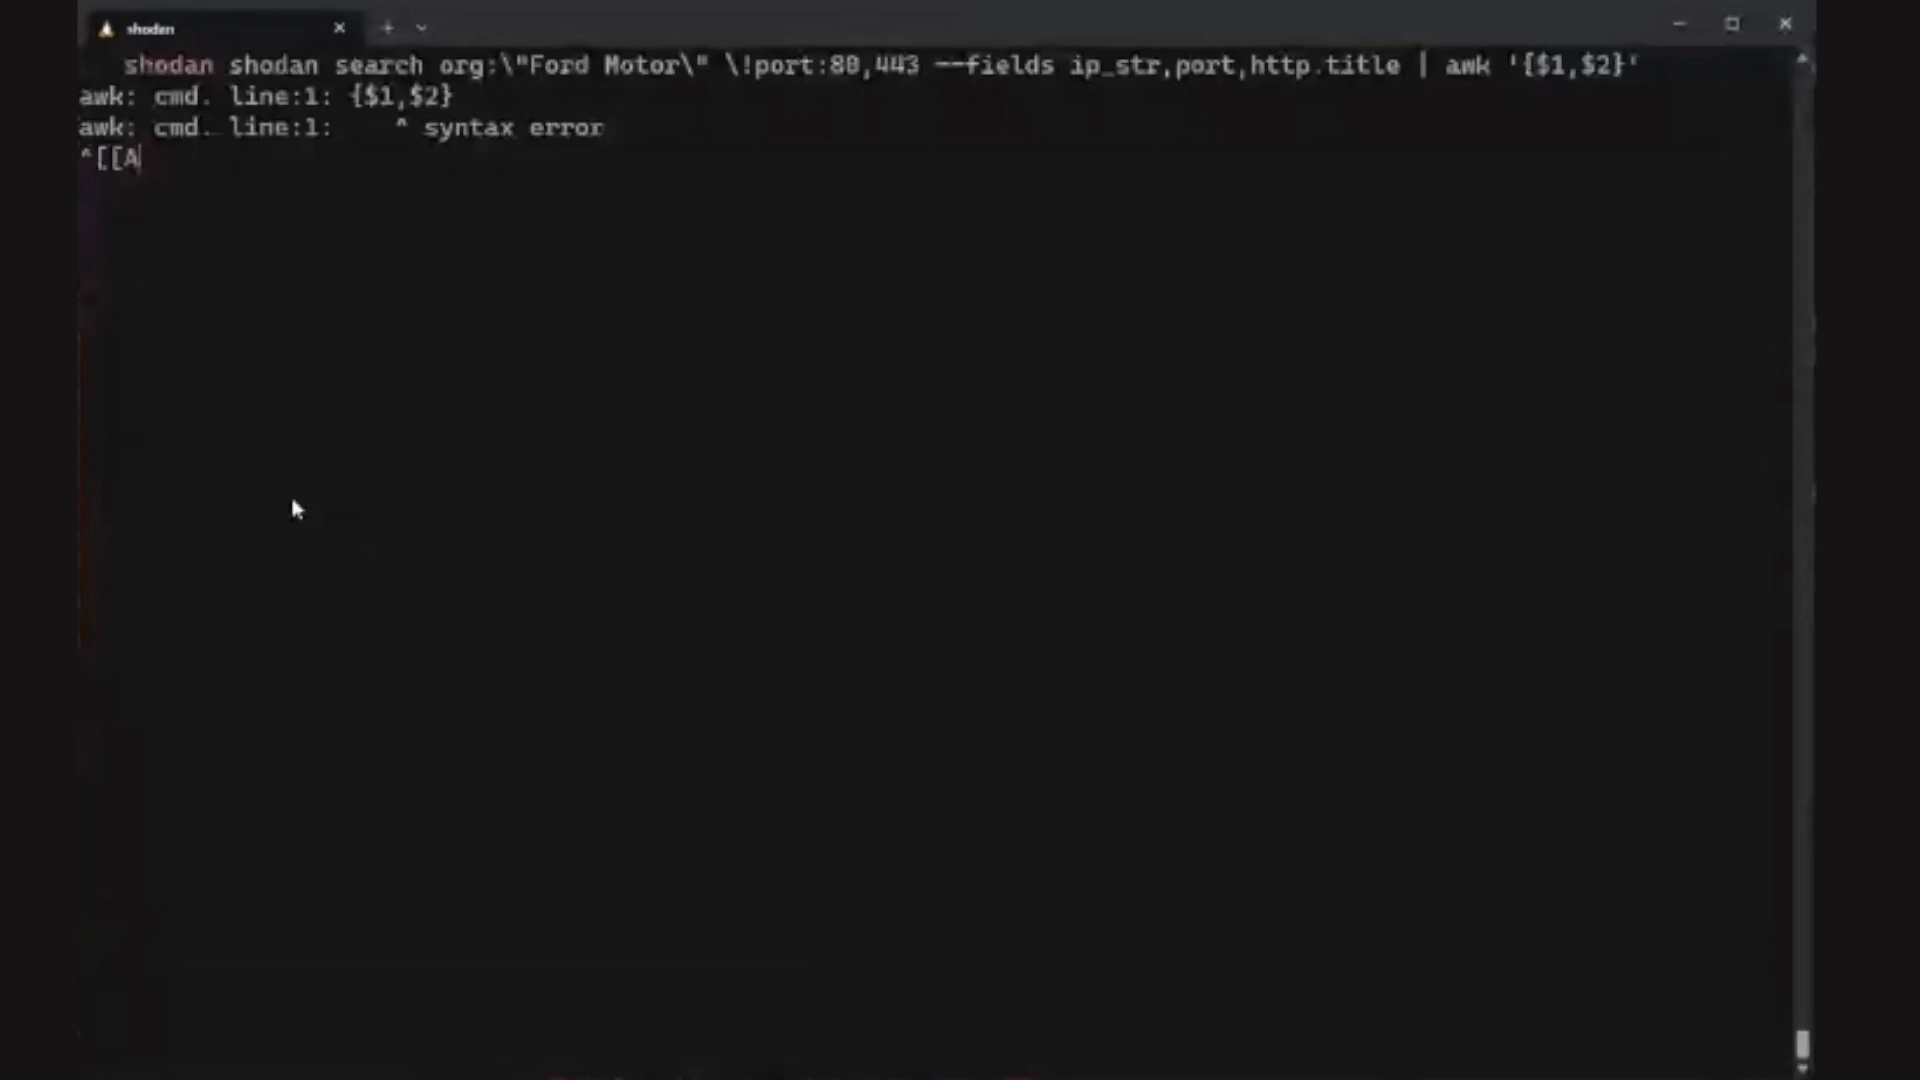 shodan
shodan shodan search org:\"Ford Motor\" \!port:80,443 --fields ip_str,port,http.title | awk '{$1,$2}'
awk: cmd. line:1: {$1,$2}
awk: cmd. line:1:    ^ syntax error
^[[A